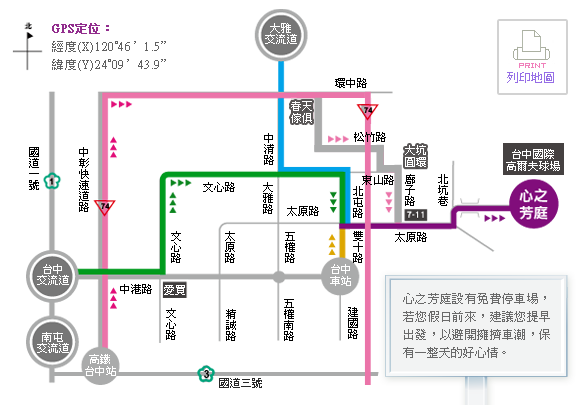 北
GPS定位：
經度(X)120°46’1.5”
緯度(Y)24°09’43.9”
大雅
交流道
PRINT
列印地圖
環中路
春天
傢俱
74
松竹路
大坑
圓環
中浦路
國道一號
1
中彰快速道路
74
文心路
大雅路
太原路
東山路
北屯路
廍子路
7-11
北坑巷
台中國際
高爾夫球場
心之
芳庭
太原路
文心路
太原路
五權路
雙十路
台中
交流道
中港路
愛買
台中
車站
文心路
精誠路
五權南路
建國路
南屯
交流道
高鐵
台中站
3
國道三號
心之芳庭設有免費停車場，
若您假日前來，建議您提早
出發，以避開擁擠車潮，保
有一整天的好心情。